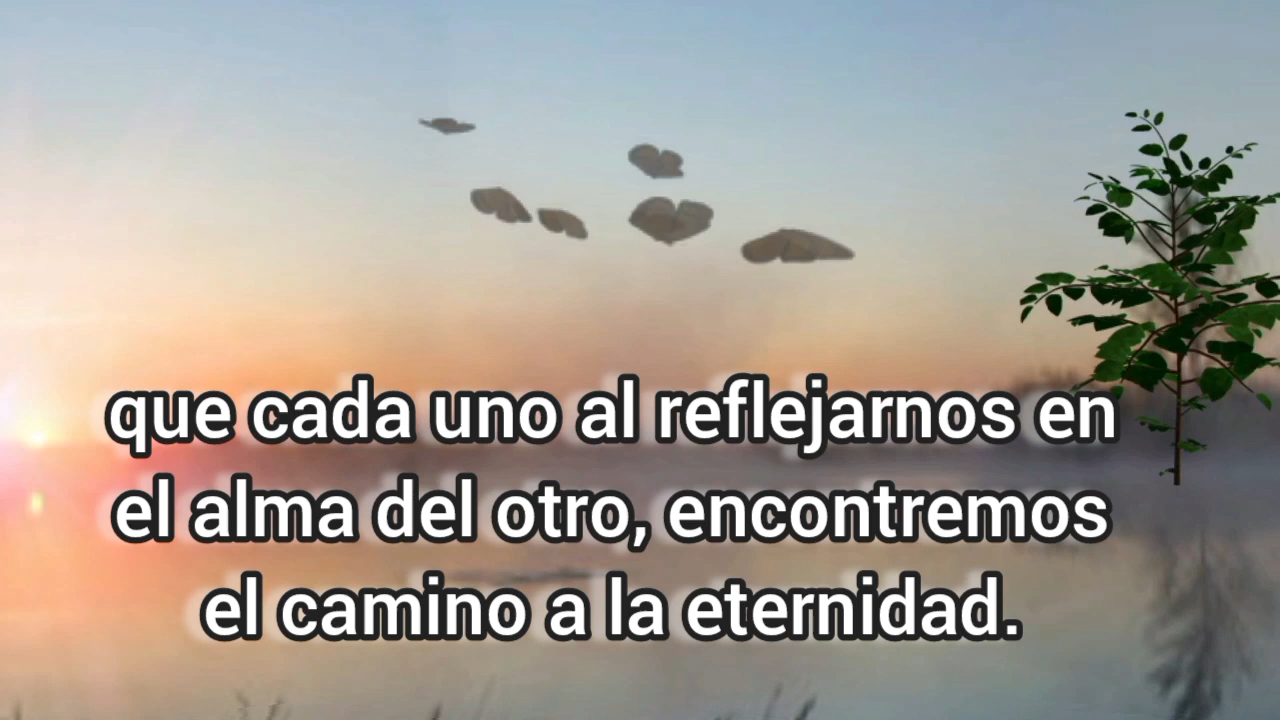 que cada uno al reflejarnos en
el alma del otro, encontremos
el camino a la eternidad.